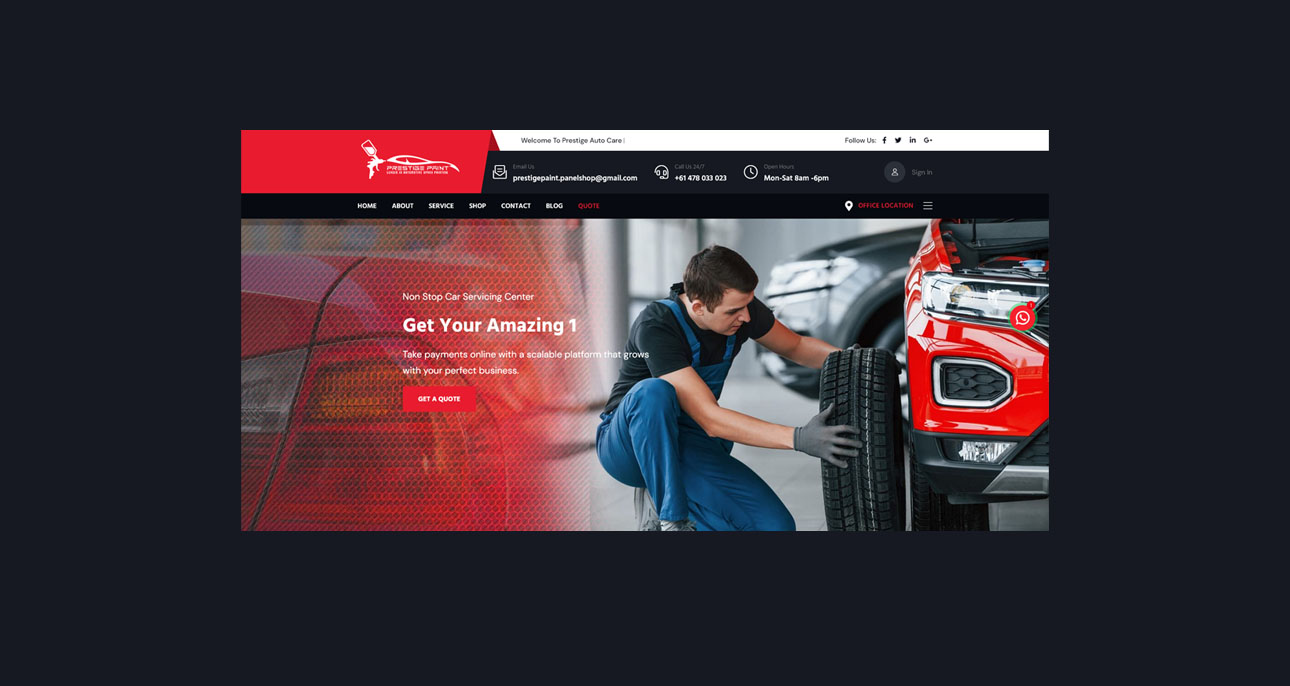 Welcome To Prestige Auto Care |
Follow Us:
PRESTIGE PAINT
Email Us
prestigepaint.panelshop@gmail.com
Call Us 24/7
+61 478 033 023
Open Hours
Mon-Sat 8am -6pm
Sign In
HOME ABOUT SERVICE SHOP CONTACT BLOG QUOTE
OFFICE LOCATION
Non Stop Car Servicing Center
Get Your Amazing 1
Take payments online with a scalable platform that grows
with your perfect business.
GET A QUOTE
1